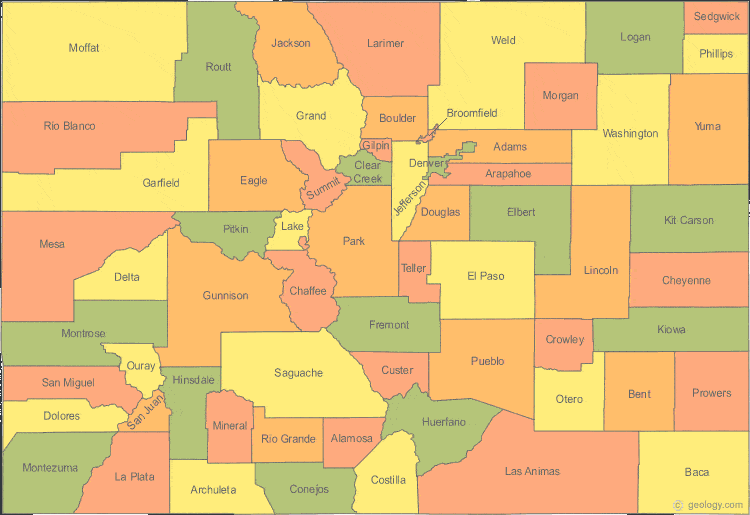 Moffat
Routt
Jackson
Larimer
Weld
Logan
Sedgwick
Phillips
Rio Blanco
Grand
Boulder
Broomfield
Morgan
Washington
Yuma
Garfield
Eagle
Summit
Gilpin
Clear
Creek
Jefferson
Denver
Adams
Arapahoe
Mesa
Pitkin
Lake
Park
Douglas
Elbert
Kit Carson
Delta
Gunnison
Chaffee
Teller
El Paso
Lincoln
Cheyenne
Montrose
Fremont
Crowley
Kiowa
Ouray
San Miguel
Hinsdale
Saguache
Custer
Pueblo
Otero
Bent
Prowers
Dolores
San Juan
Mineral
Rio Grande
Alamosa
Huerfano
Montezuma
La Plata
Archuleta
Conejos
Costilla
Las Animas
Baca
© geology.com